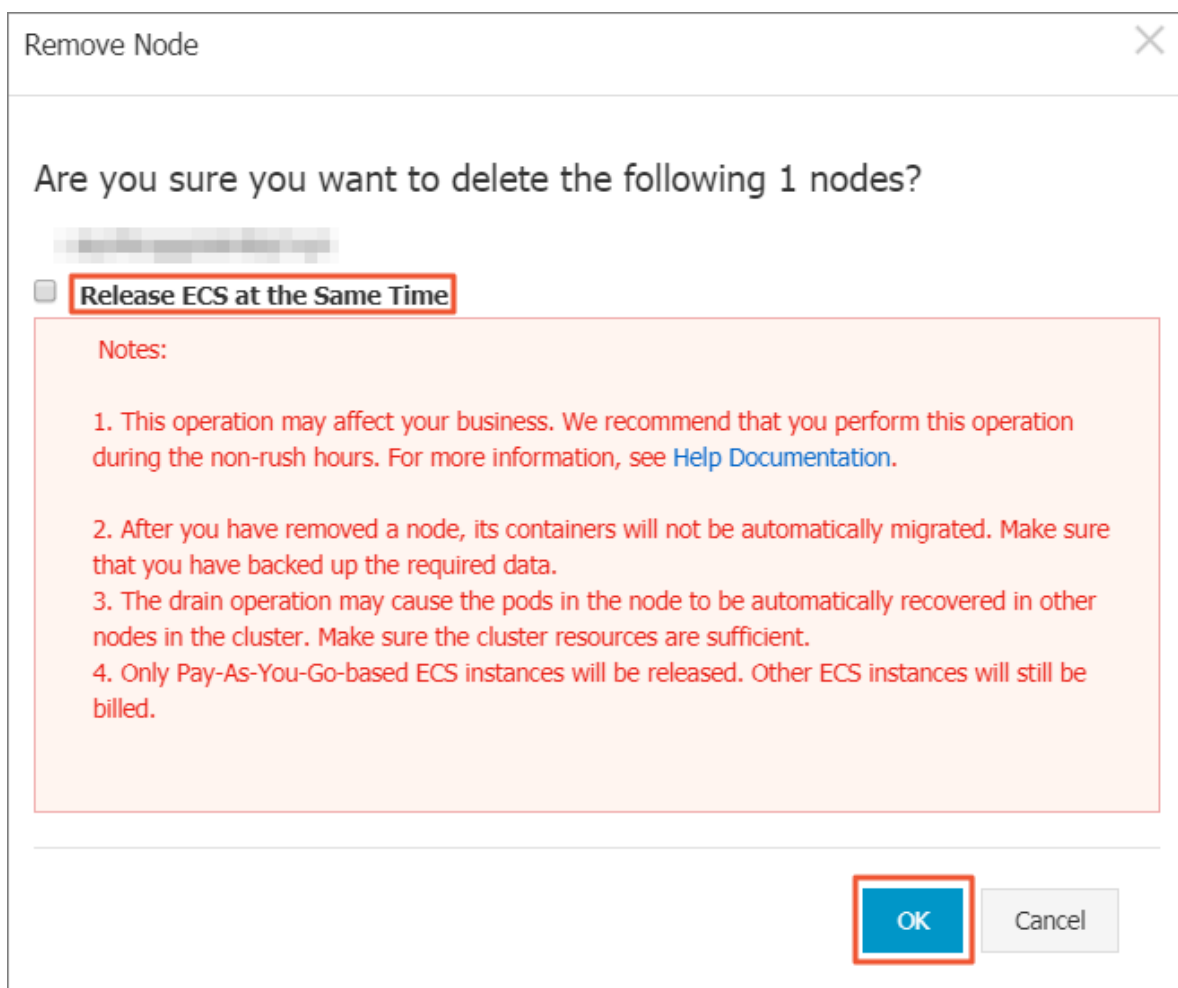 Remove Node
Are you sure you want to delete the following 1 nodes?
Release ECS at the Same Time
Notes:
1. This operation may affect your business. We recommend that you perform this operation
during the non-rush hours. For more information, see Help Documentation.
2. After you have removed a node, its containers will not be automatically migrated. Make sure
that you have backed up the required data.
3. The drain operation may cause the pods in the node to be automatically recovered in other
nodes in the cluster. Make sure the cluster resources are sufficient.
4. Only Pay-As-You-Go-based ECS instances will be released. Other ECS instances will still be
billed.
OK
Cancel